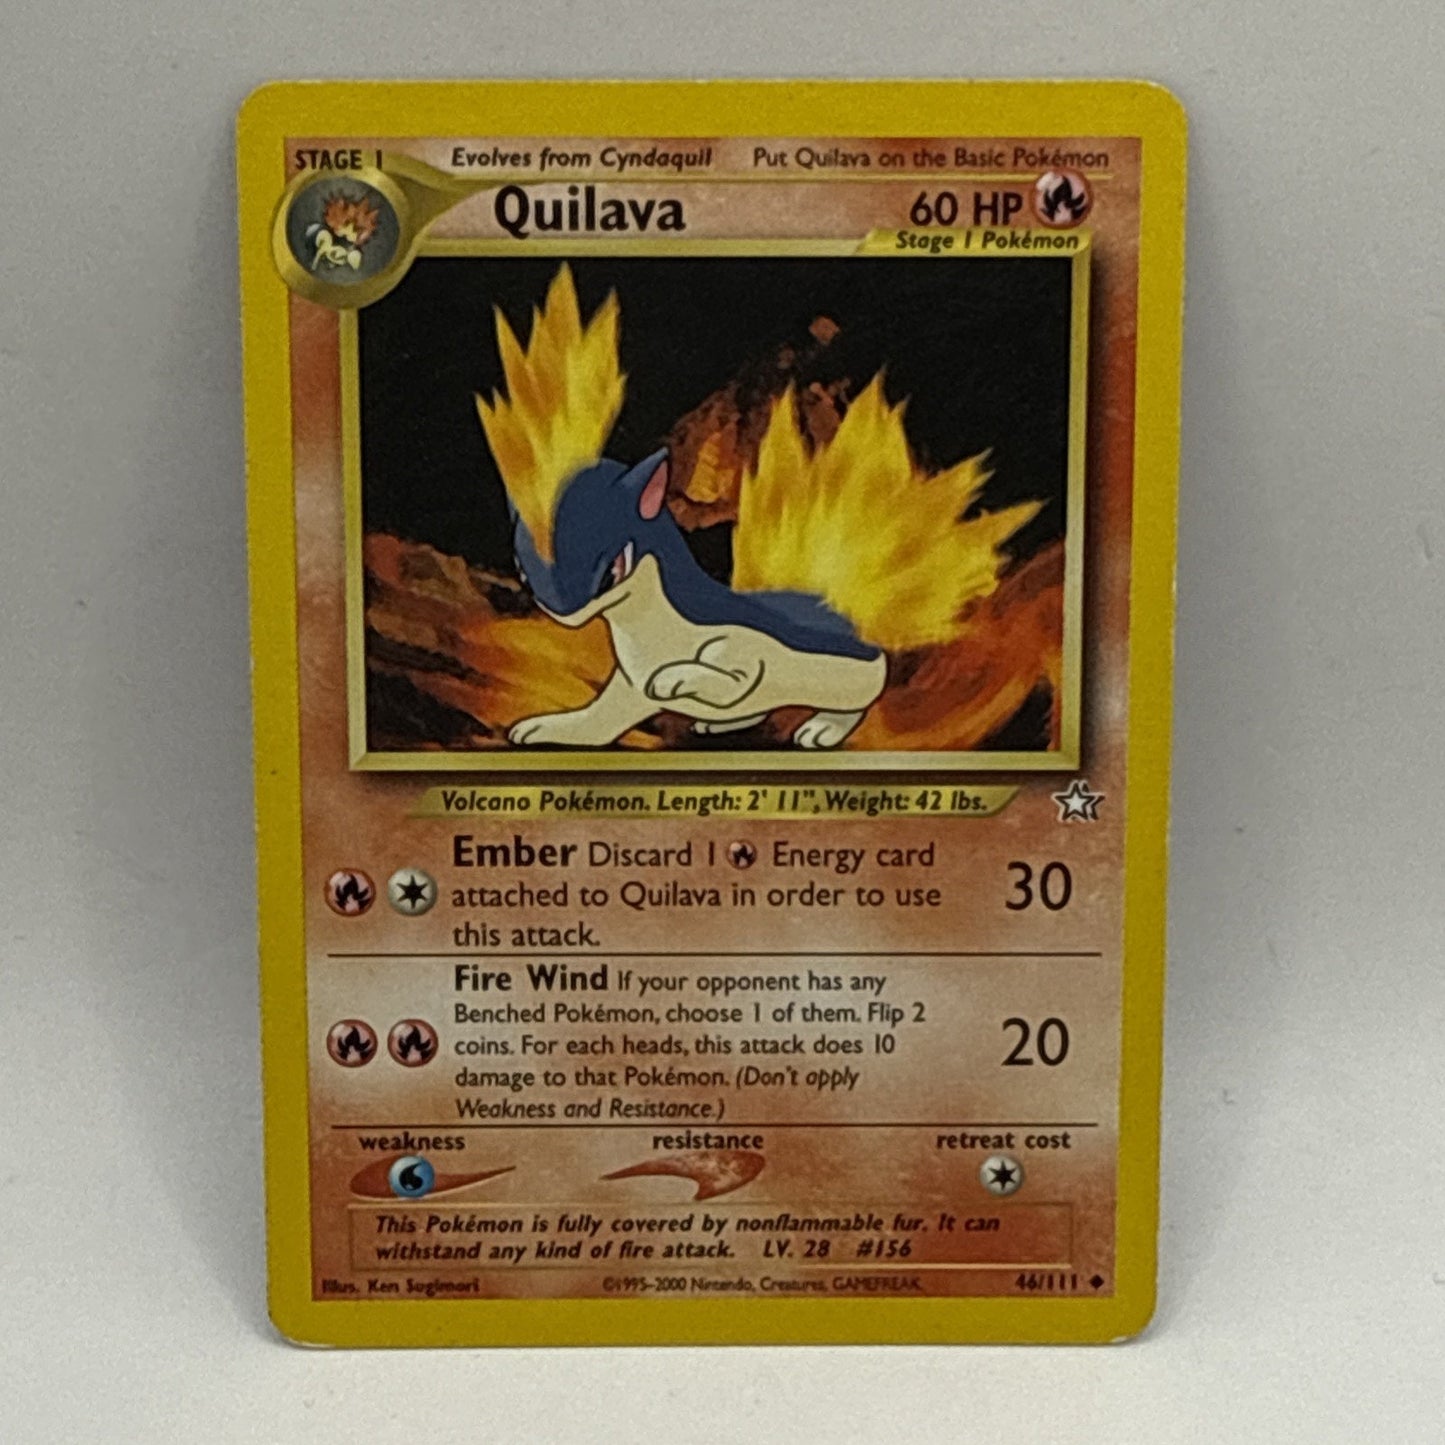 STAGE 1 Evolves from Cyndaquil Put Quilava on the Basic Pokémon
Quilava 60 HP
Stage 1 Pokémon
Volcano Pokémon. Length: 2' 11", Weight: 42 lbs.
Ember Discard 1 Energy card
attached to Quilava in order to use
this attack.
30
Fire Wind If your opponent has any
Benched Pokémon, choose 1 of them. Flip 2
coins. For each heads, this attack does 10
damage to that Pokémon. (Don't apply
Weakness and Resistance.)
20
weakness resistance retreat cost
This Pokémon is fully covered by nonflammable fur. It can
withstand any kind of fire attack. LV. 28 #156
Illus. Ken Sugimori ©1995-2000 Nintendo, Creatures, GAMEFREAK. 46/111